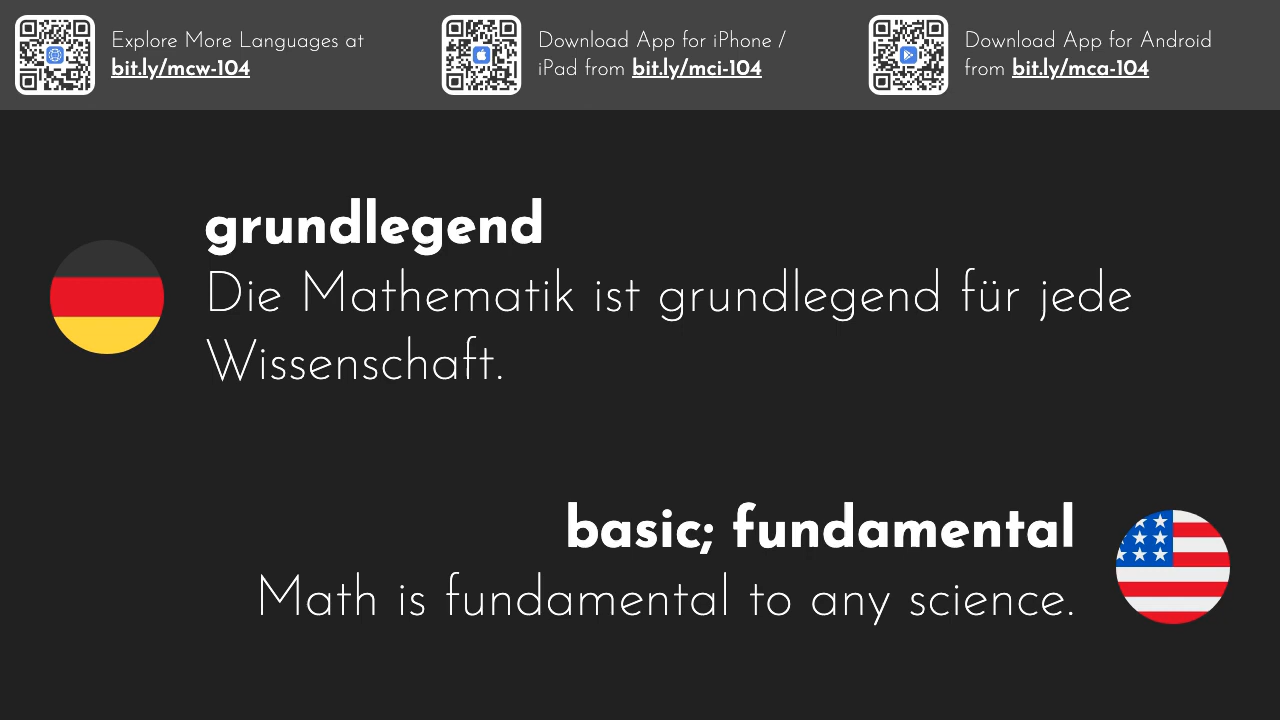 Explore More Languages at
bit.ly/mcw-104
Download App for iPhone /
iPad from bit.ly/mci-104
Download App for Android
from bit.ly/mca-104
grundlegend
Die Mathematik ist grundlegend für jede
Wissenschaft.
basic; fundamental
Math is fundamental to any science.